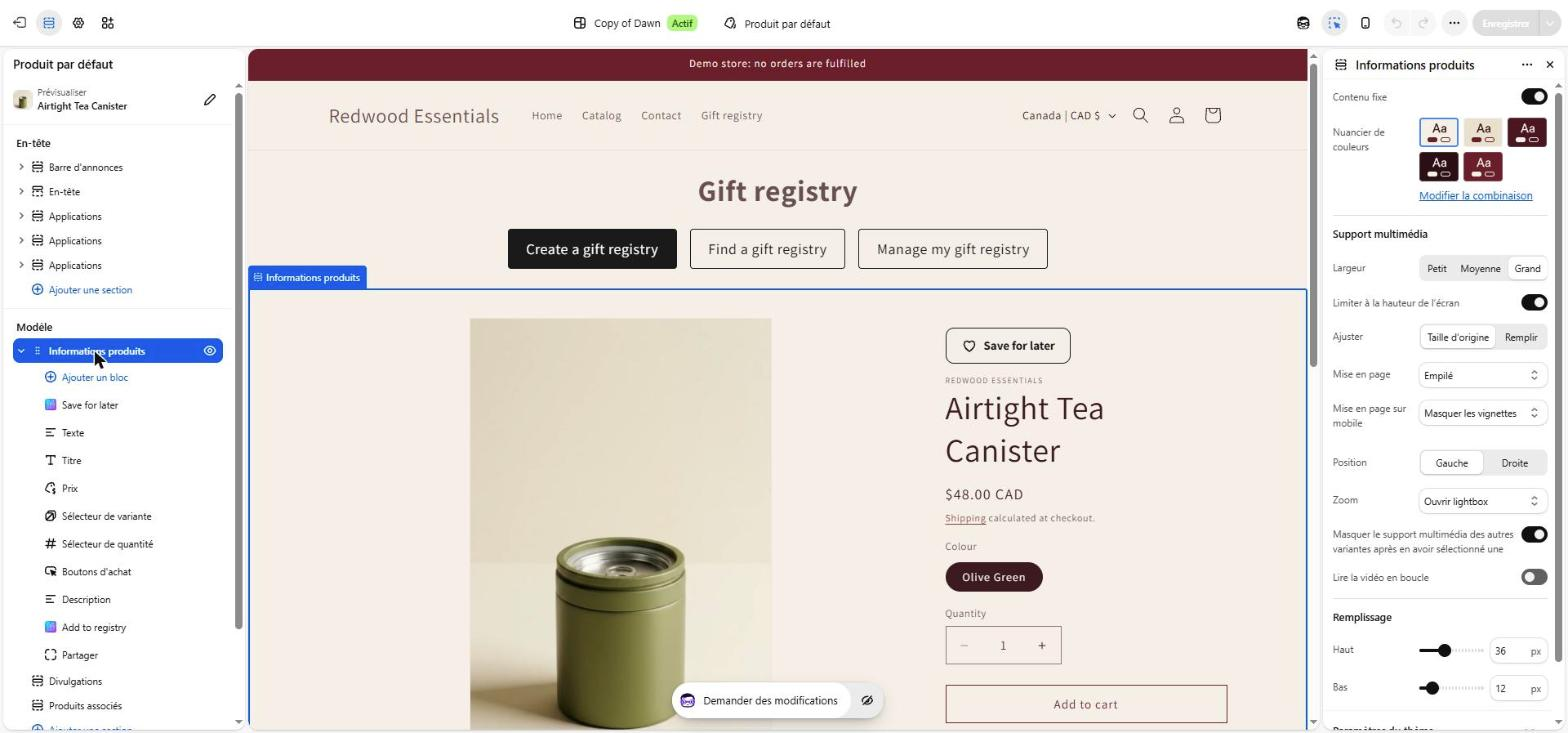 Copy of Dawn Actif Produit par défaut Enregistrer
Produit par défaut
Prévisualiser
Airtight Tea Canister
En-tête
Barre d'annonces
En-tête
Applications
Applications
Applications
Ajouter une section
Modèle
Informations produits
Ajouter un bloc
Save for later
Texte
Titre
Prix
Sélecteur de variante
Sélecteur de quantité
Boutons d'achat
Description
Add to registry
Partager
Divulgations
Produits associés
Ajouter une section
Demo store: no orders are fulfilled
Redwood Essentials Home Catalog Contact Gift registry Canada | CAD $
Gift registry
Create a gift registry Find a gift registry Manage my gift registry
Informations produits
Save for later
REDWOOD ESSENTIALS
Airtight Tea
Canister
$48.00 CAD
Shipping calculated at checkout.
Colour
Olive Green
Quantity
− 1 +
Add to cart
Demander des modifications
Informations produits
Contenu fixe
Nuancier de
couleurs
Aa Aa Aa
Aa Aa
Modifier la combinaison
Support multimédia
Largeur Petit Moyenne Grand
Limiter à la hauteur de l'écran
Ajuster Taille d'origine Remplir
Mise en page Empilé
Mise en page sur
mobile
Masquer les vignettes
Position Gauche Droite
Zoom Ouvrir lightbox
Masquer le support multimédia des autres
variantes après en avoir sélectionné une
Lire la vidéo en boucle
Remplissage
Haut 36 px
Bas 12 px
Paramètres du thème